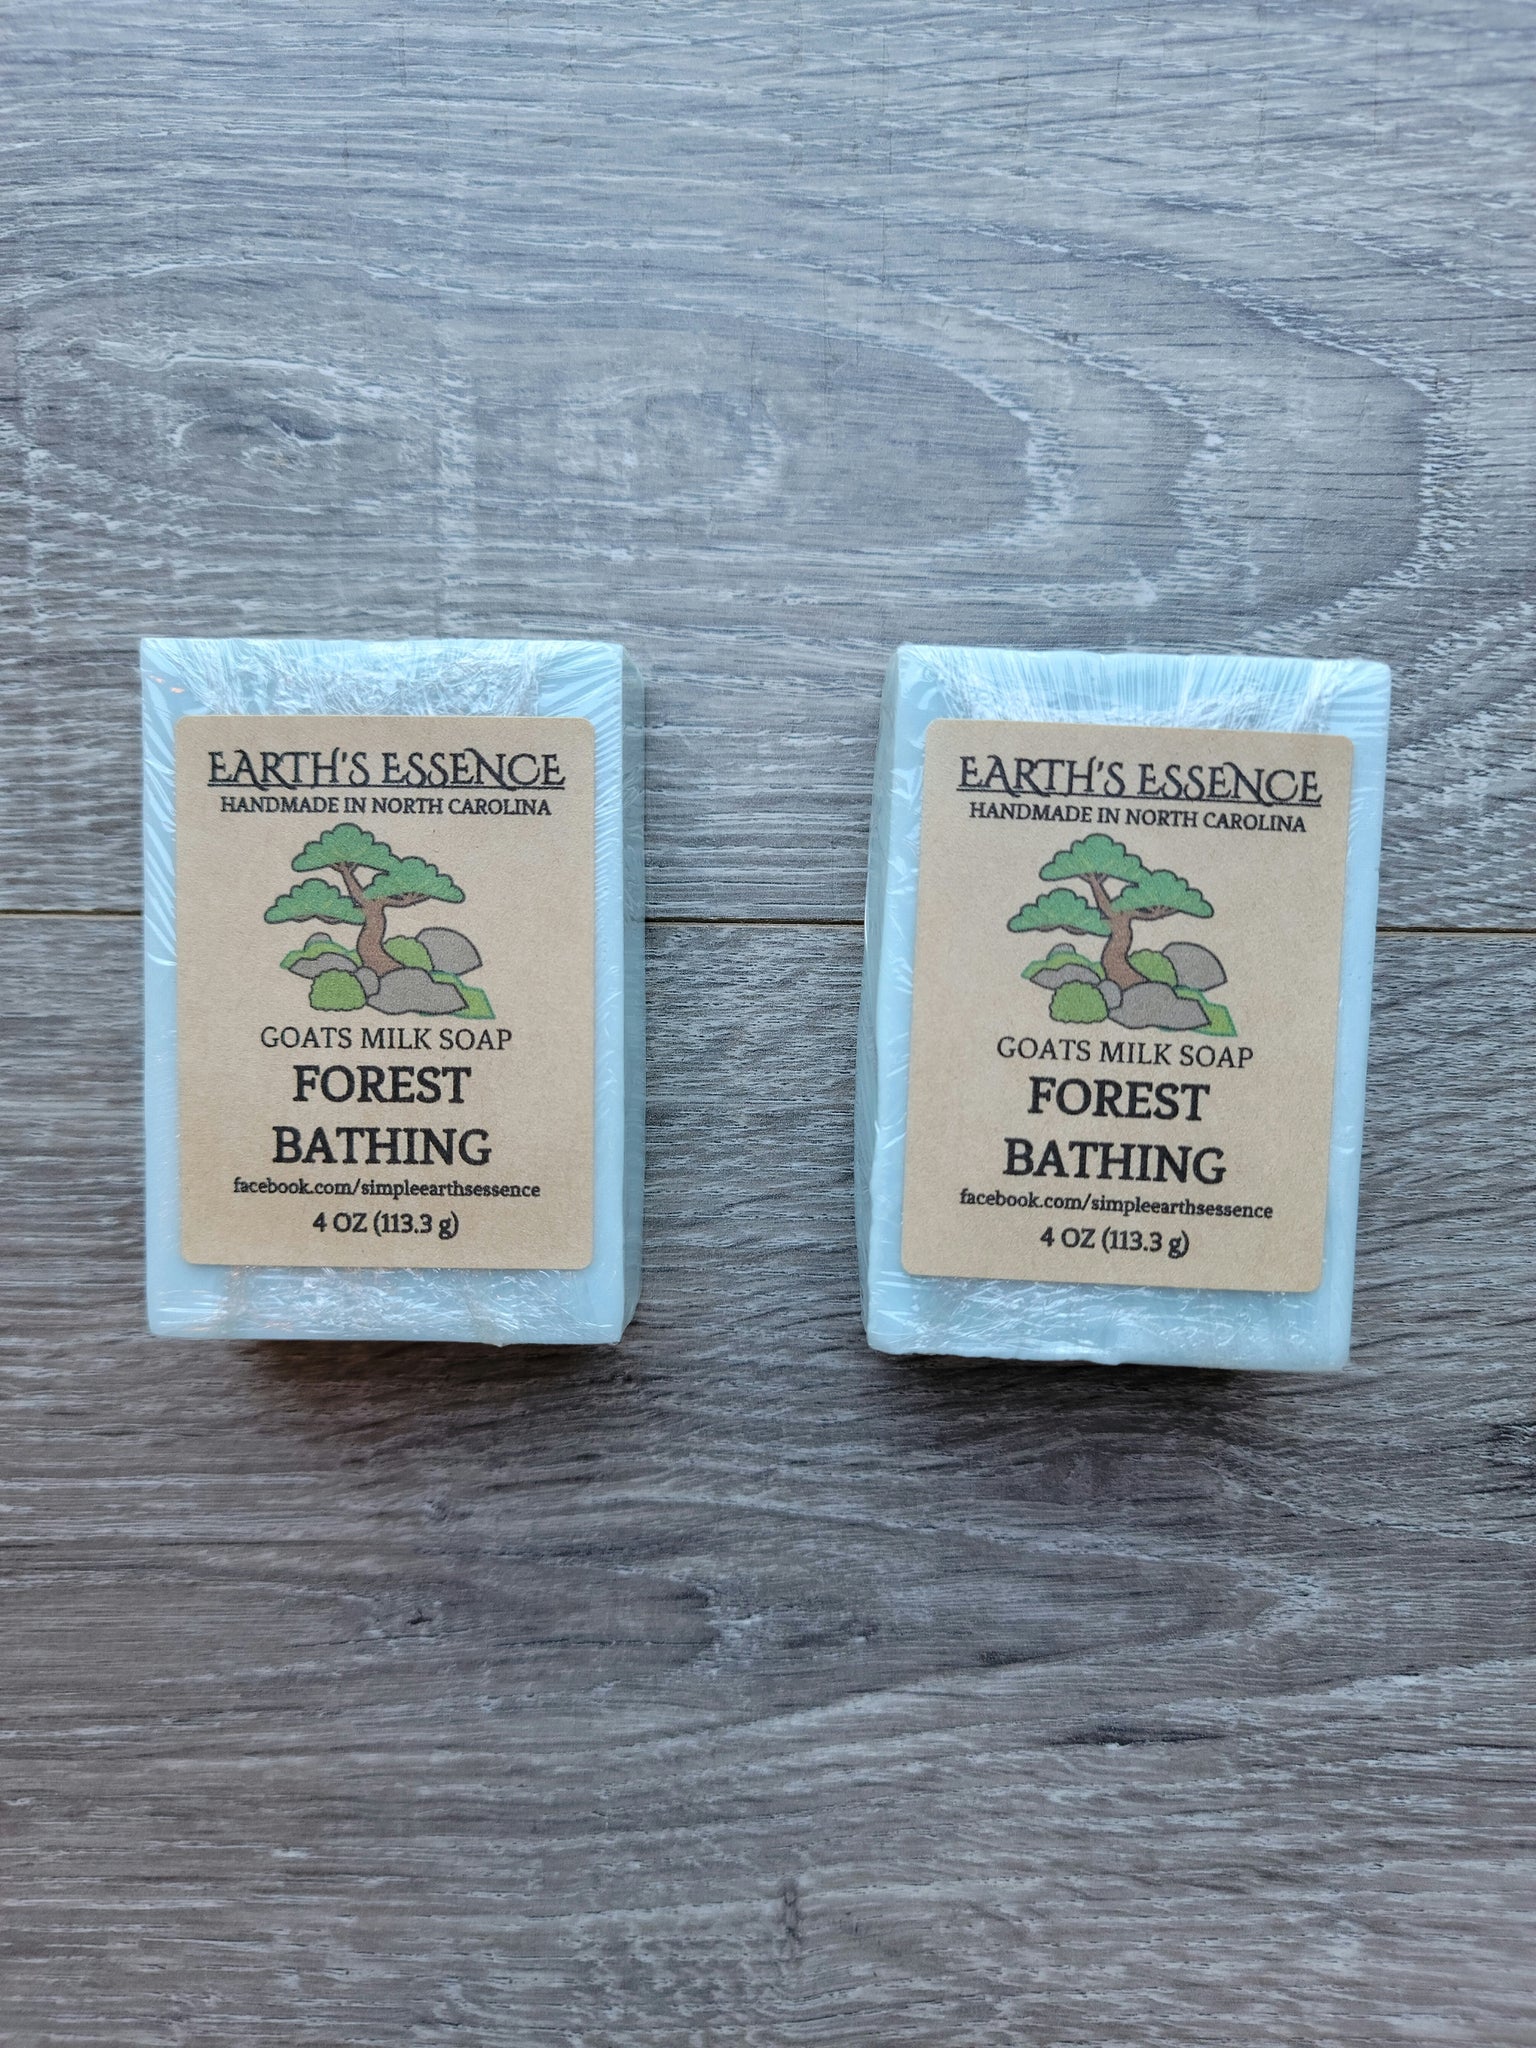 EARTH'S ESSENCE
HANDMADE IN NORTH CAROLINA
GOATS MILK SOAP
FOREST
BATHING
facebook.com/simpleearthsessence
4 OZ (113.3 g)
EARTH'S ESSENCE
HANDMADE IN NORTH CAROLINA
GOATS MILK SOAP
FOREST
BATHING
facebook.com/simpleearthsessence
4 OZ (113.3 g)